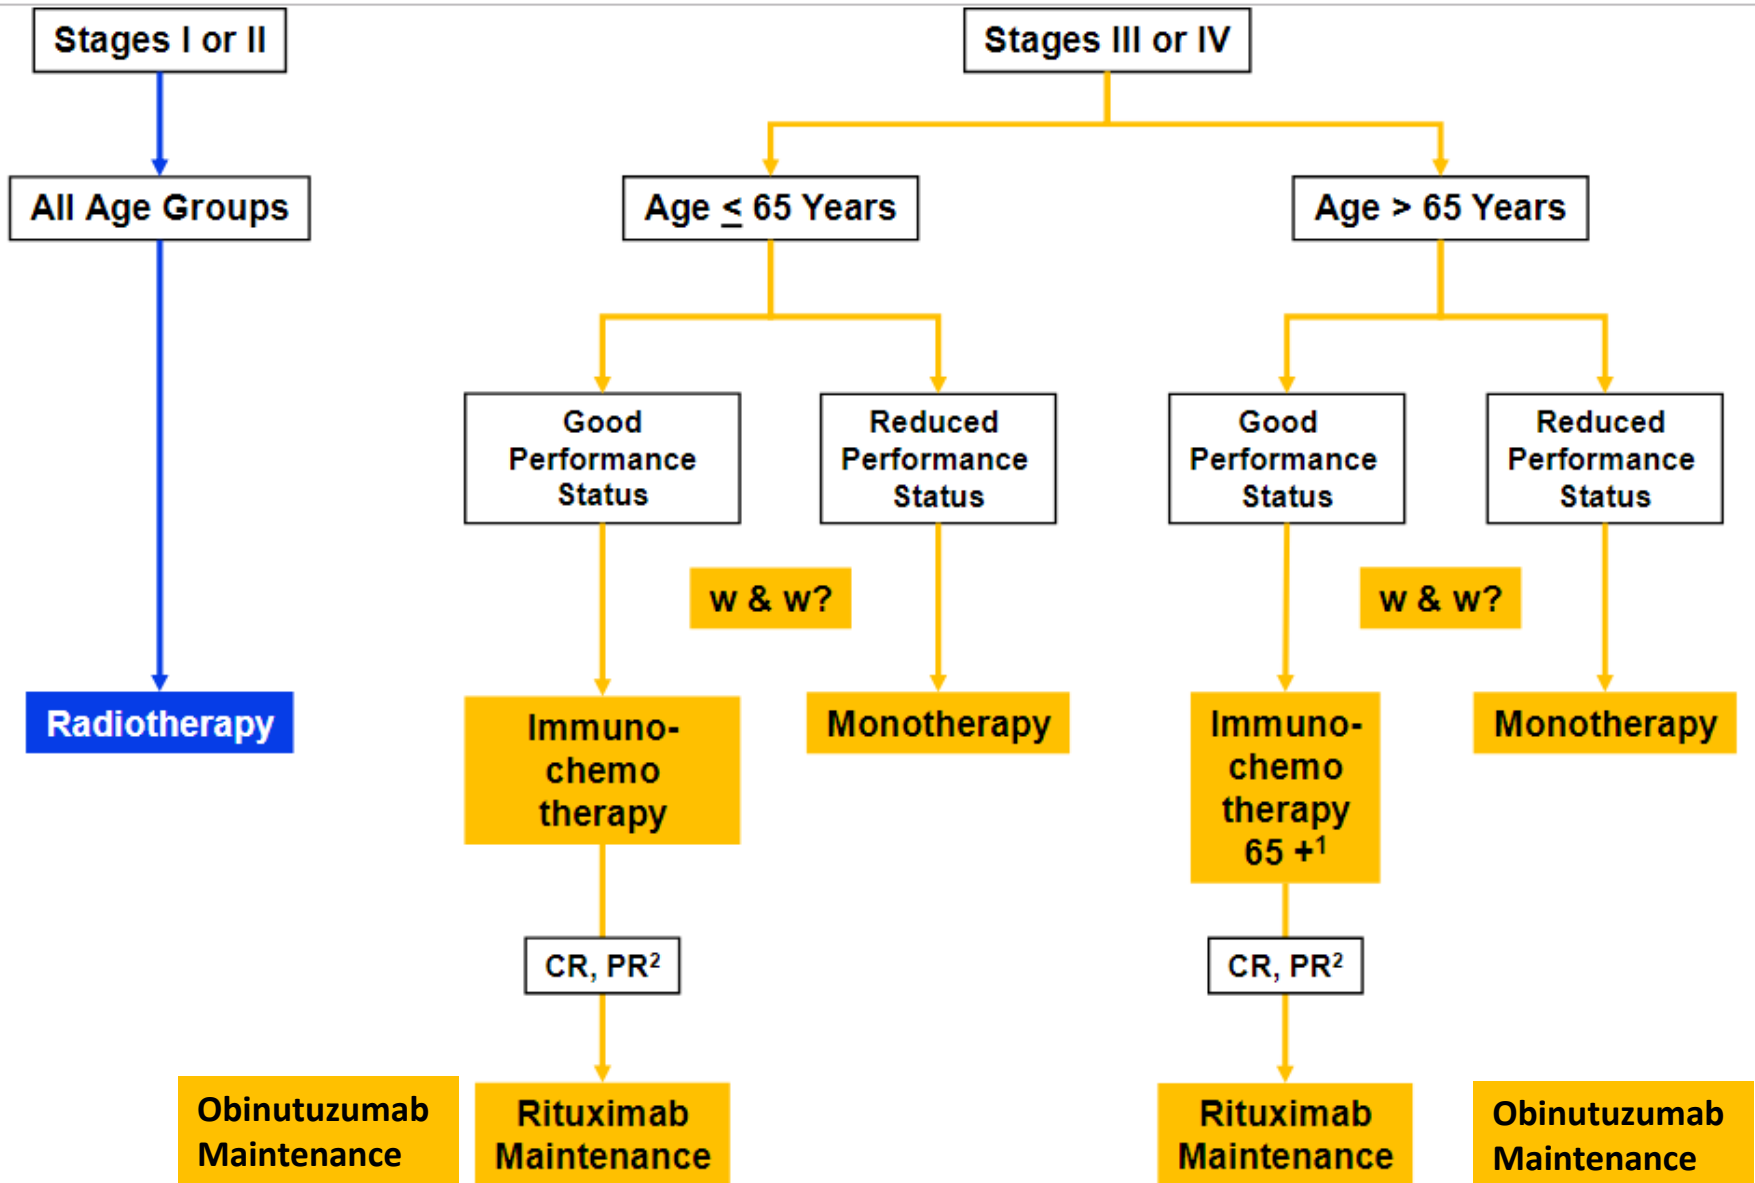 Stages I or II
Stages III or IV
All Age Groups
Age ≤ 65 Years
Age > 65 Years
Good
Performance
Status
Reduced
Performance
Status
Good
Performance
Status
Reduced
Performance
Status
w & w?
w & w?
Radiotherapy
Immuno-
chemo
therapy
Monotherapy
Immuno-
chemo
therapy
65 +¹
Monotherapy
CR, PR²
CR, PR²
Obinutuzumab
Maintenance
Rituximab
Maintenance
Rituximab
Maintenance
Obinutuzumab
Maintenance